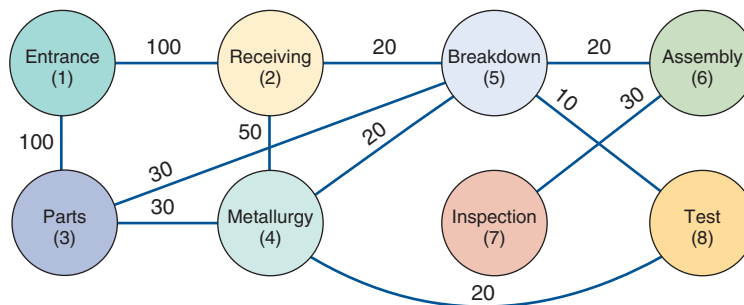 Entrance
(1)
100
Receiving
(2)
20
Breakdown
(5)
20
Assembly
(6)
100
50
30
20
10
30
Parts
(3)
30
Metallurgy
(4)
Inspection
(7)
Test
(8)
20